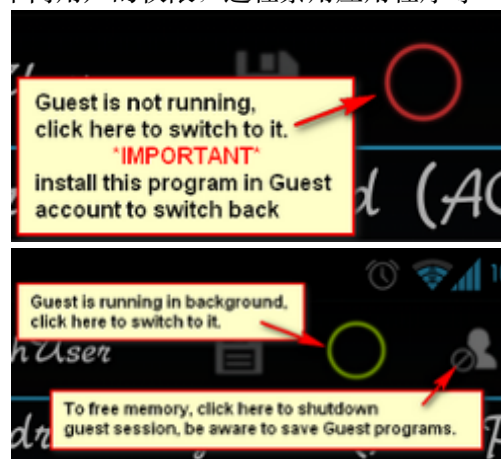 Guest is not running,
click here to switch to it.
*IMPORTANT*
install this program in Guest
account to switch back
d (AC
Guest is running in background,
click here to switch to it.
hUser
To free memory, click here to shutdown
guest session, be aware to save Guest programs.